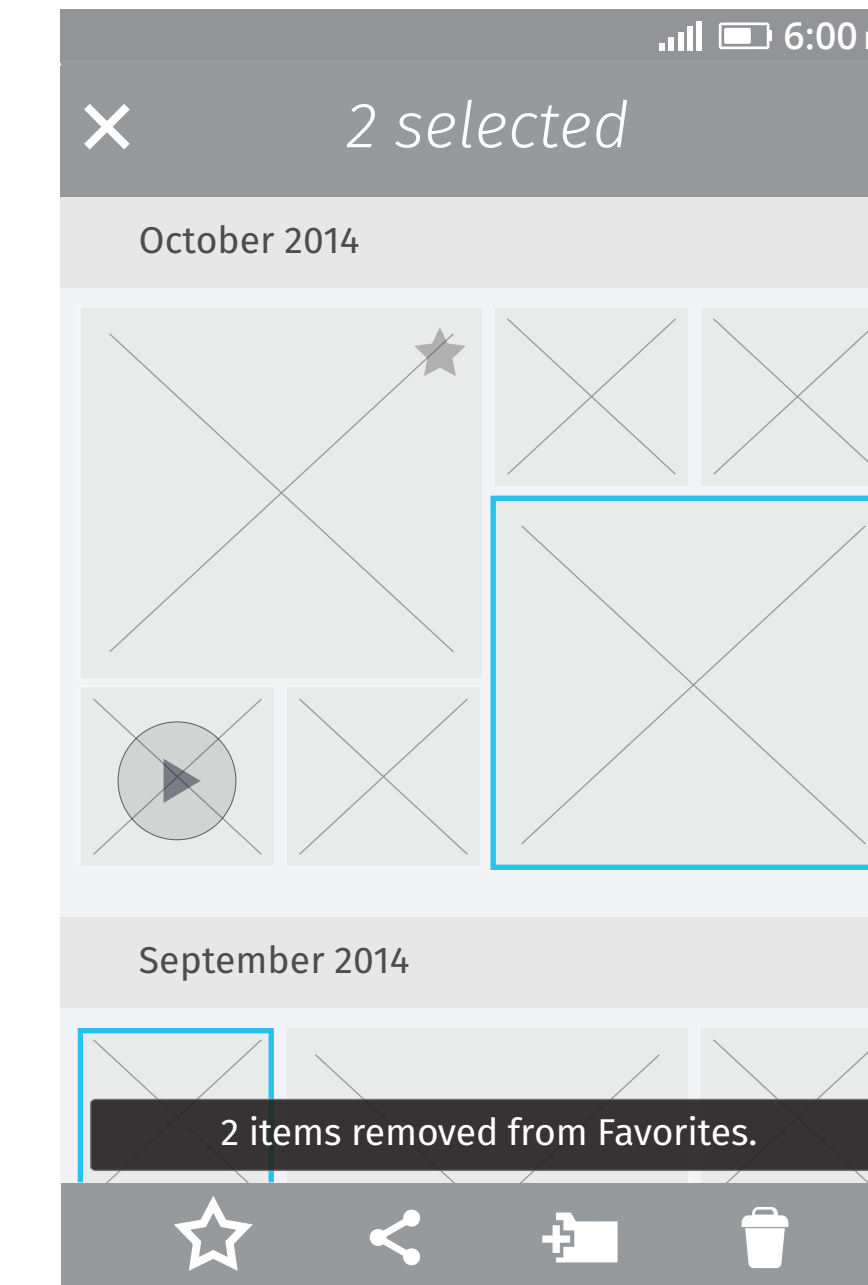 6:00
2 selected
October 2014
September 2014
2 items removed from Favorites.